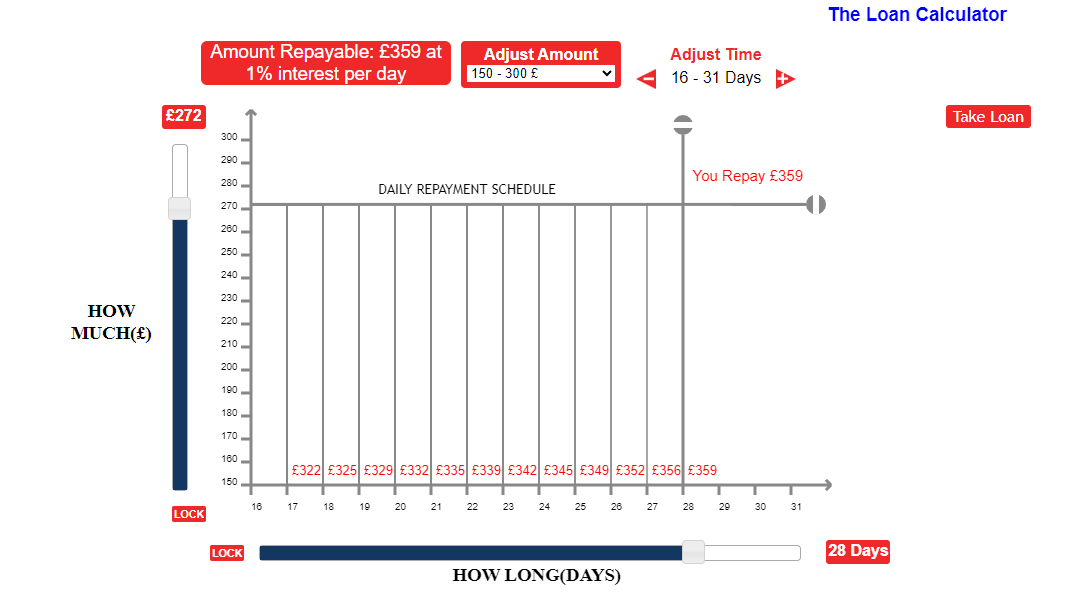 The Loan Calculator
Amount Repayable: £359 at
1% interest per day
Adjust Amount
150 - 300 £
Adjust Time
16 - 31 Days
£272
Take Loan
300
290
280
270
260
250
240
230
220
210
200
190
180
170
160
150
You Repay £359
DAILY REPAYMENT SCHEDULE
HOW
MUCH(£)
£322 £325 £329 £332 £335 £339 £342 £345 £349 £352 £356 £359
16 17 18 19 20 21 22 23 24 25 26 27 28 29 30 31
LOCK
LOCK
28 Days
HOW LONG(DAYS)